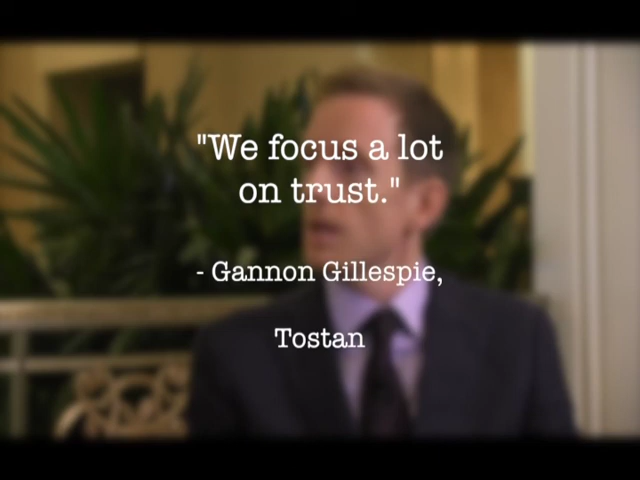 "We focus a lot
on trust."
- Gannon Gillespie,
Tostan